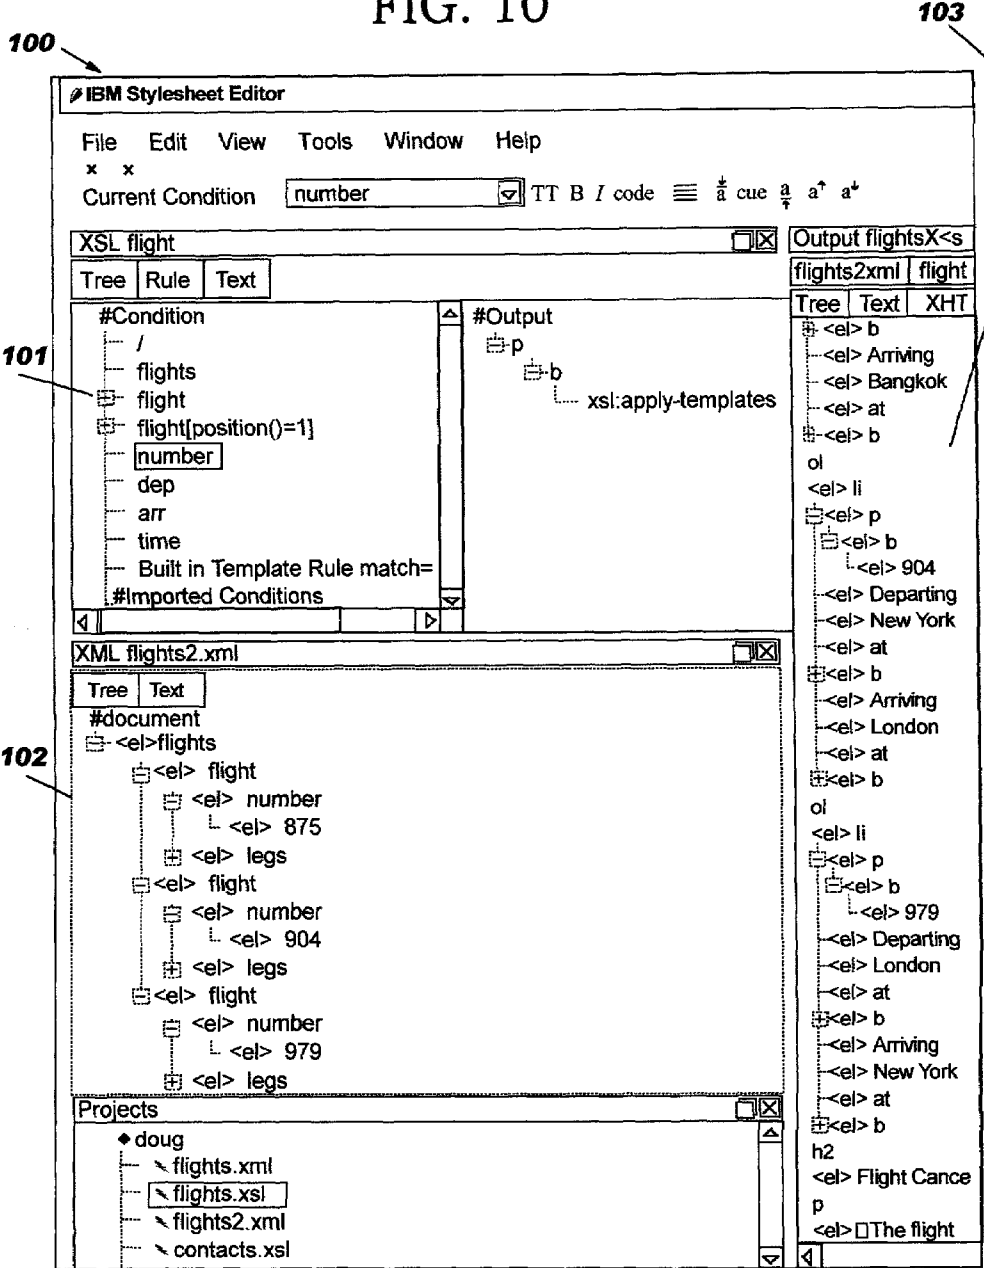 FIG. 10
103
100
IBM Stylesheet Editor
File Edit View Tools Window Help
x x
Current Condition number TT B I code a cue a a a
XSL flight
Tree Rule Text
#Condition
/
flights
flight
flight[position()=1]
number
dep
arr
time
Built in Template Rule match=
#Imported Conditions
#Output
p
b
xsl:apply-templates
101
XML flights2.xml
Tree Text
#document
<el>flights
<el> flight
<el> number
<el> 875
<el> legs
<el> flight
<el> number
<el> 904
<el> legs
<el> flight
<el> number
<el> 979
<el> legs
102
Projects
doug
flights.xml
flights.xsl
flights2.xml
contacts.xsl
Output flightsX<s
flights2xml flight
Tree Text XHT
<el> b
<el> Arriving
<el> Bangkok
<el> at
<el> b
ol
<el> li
<el> p
<el> b
<el> 904
<el> Departing
<el> New York
<el> at
<el> b
<el> Arriving
<el> London
<el> at
<el> b
ol
<el> li
<el> p
<el> b
<el> 979
<el> Departing
<el> London
<el> at
<el> b
<el> Arriving
<el> New York
<el> at
<el> b
h2
<el> Flight Cance
p
<el> □The flight